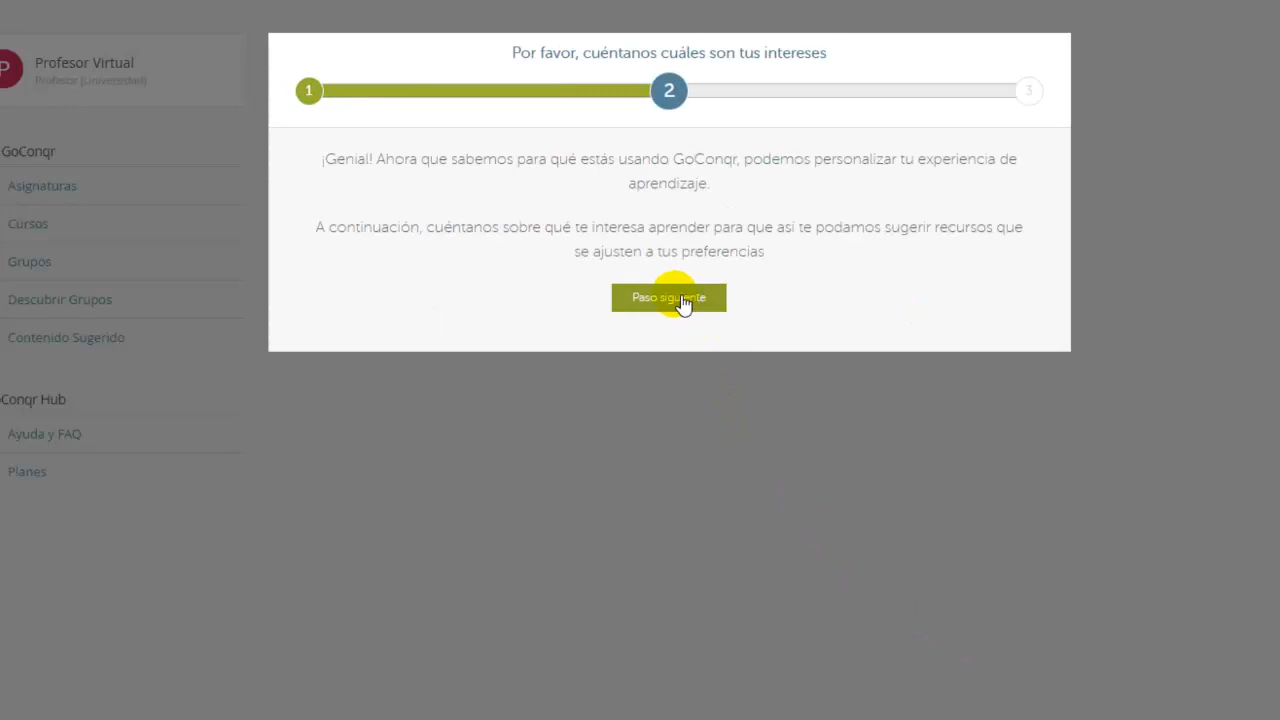 Por favor, cuéntanos cuáles son tus intereses
1
2
3
¡Genial! Ahora que sabemos para qué estás usando GoConqr, podemos personalizar tu experiencia de
aprendizaje.
A continuación, cuéntanos sobre qué te interesa aprender para que así te podamos sugerir recursos que
se ajusten a tus preferencias
Paso siguiente
P
Profesor Virtual
Profesor (Universidad)
GoConqr
Asignaturas
Cursos
Grupos
Descubrir Grupos
Contenido Sugerido
Conqr Hub
Ayuda y FAQ
Planes